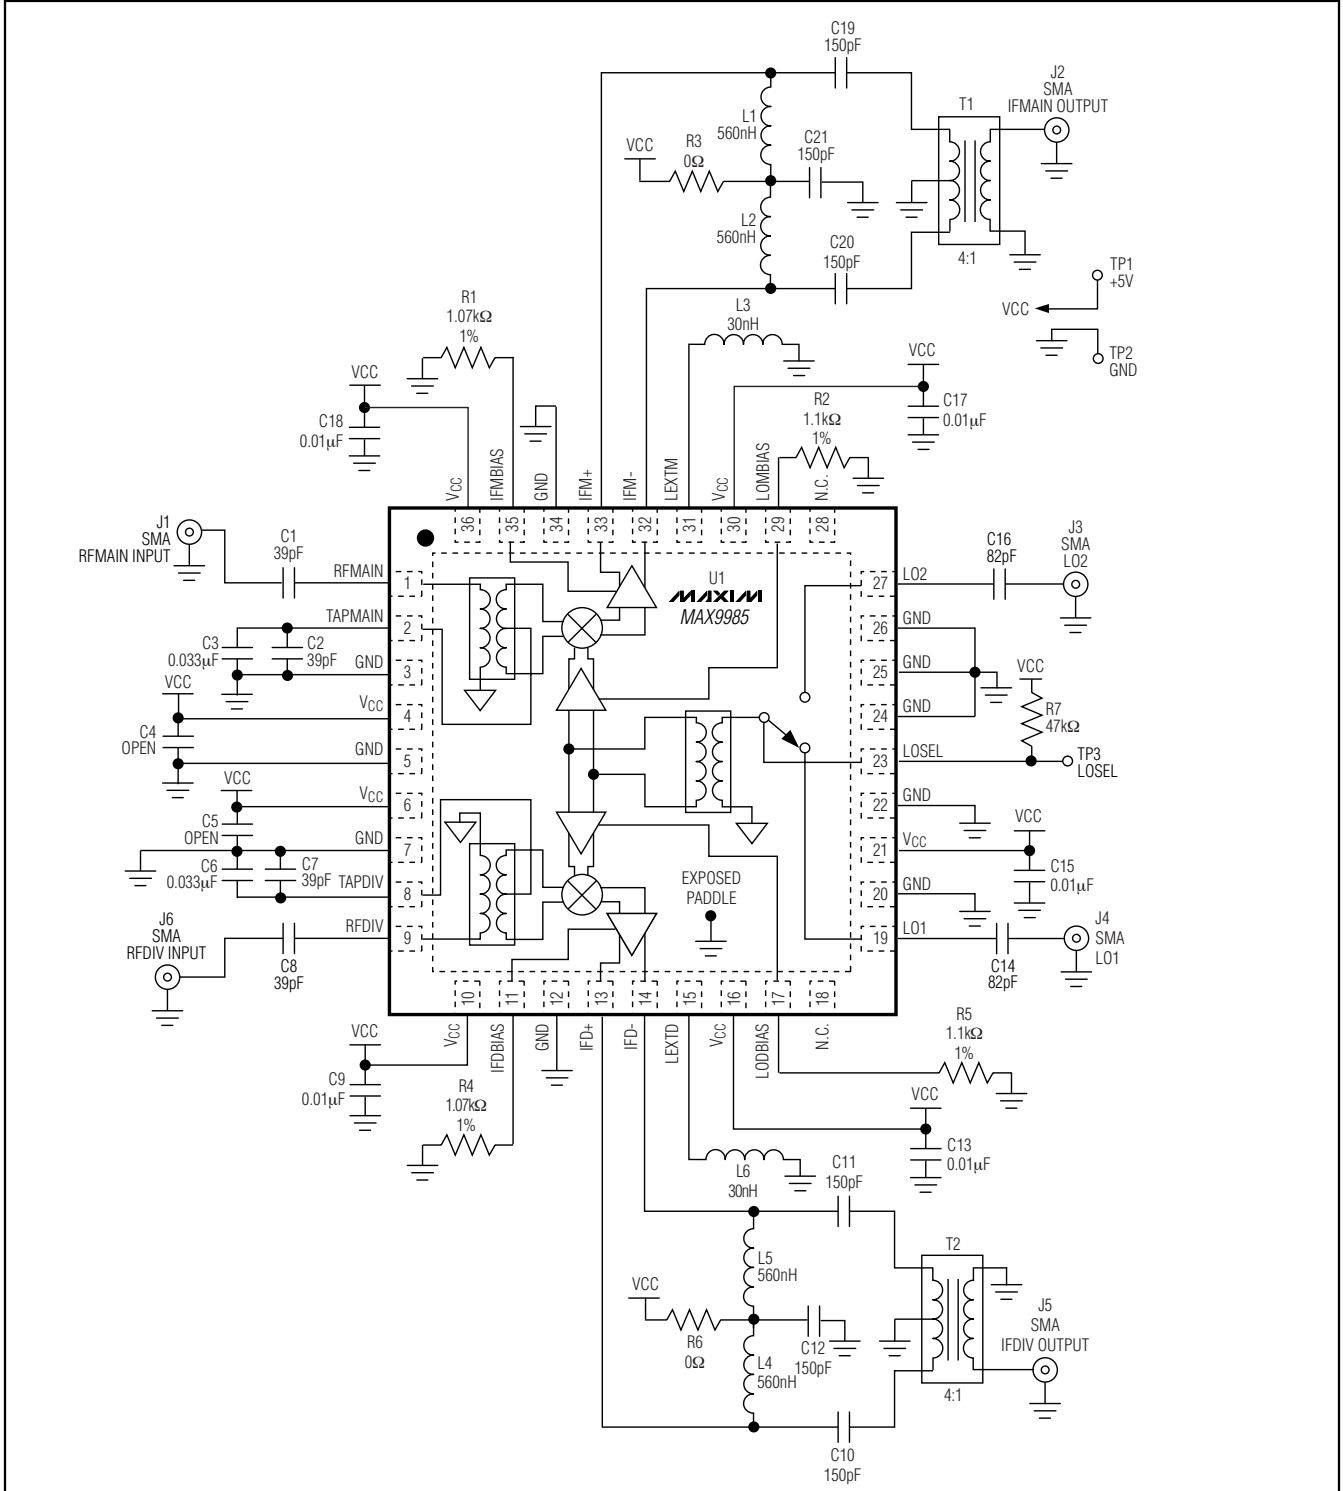 C19
150pF
J2
SMA
IFMAIN OUTPUT
T1
L1
560nH
C21
150pF
R3
0Ω
VCC
L2
560nH
C20
150pF
4:1
TP1
+5V
VCC
TP2
GND
R1
1.07kΩ
1%
L3
30nH
VCC
C17
0.01µF
VCC
C18
0.01µF
R2
1.1kΩ
1%
VCC
IFMBIAS
GND
IFM+
IFM-
LEXTM
VCC
LOMBIAS
N.C.
36
35
34
33
32
31
30
29
28
J1
SMA
RFMAIN INPUT
C1
39pF
RFMAIN
1
TAPMAIN
2
C3
0.033µF
C2
39pF
GND
3
VCC
VCC
4
C4
OPEN
GND
5
VCC
VCC
6
C5
OPEN
GND
7
C6
0.033µF
C7
39pF
TAPDIV
8
J6
SMA
RFDIV INPUT
RFDIV
9
C8
39pF
U1
MAXIM
MAX9985
EXPOSED
PADDLE
27
LO2
C16
82pF
J3
SMA
LO2
26
GND
25
GND
24
GND
VCC
R7
47kΩ
23
LOSEL
TP3
LOSEL
22
GND
VCC
21
VCC
C15
0.01µF
20
GND
19
LO1
C14
82pF
J4
SMA
LO1
10
11
12
13
14
15
16
17
18
VCC
IFDBIAS
GND
IFD+
IFD-
LEXTD
VCC
LODBIAS
N.C.
VCC
C9
0.01µF
R4
1.07kΩ
1%
R5
1.1kΩ
1%
VCC
C13
0.01µF
L6
30nH
C11
150pF
T2
L5
560nH
VCC
R6
0Ω
C12
150pF
L4
560nH
J5
SMA
IFDIV OUTPUT
4:1
C10
150pF